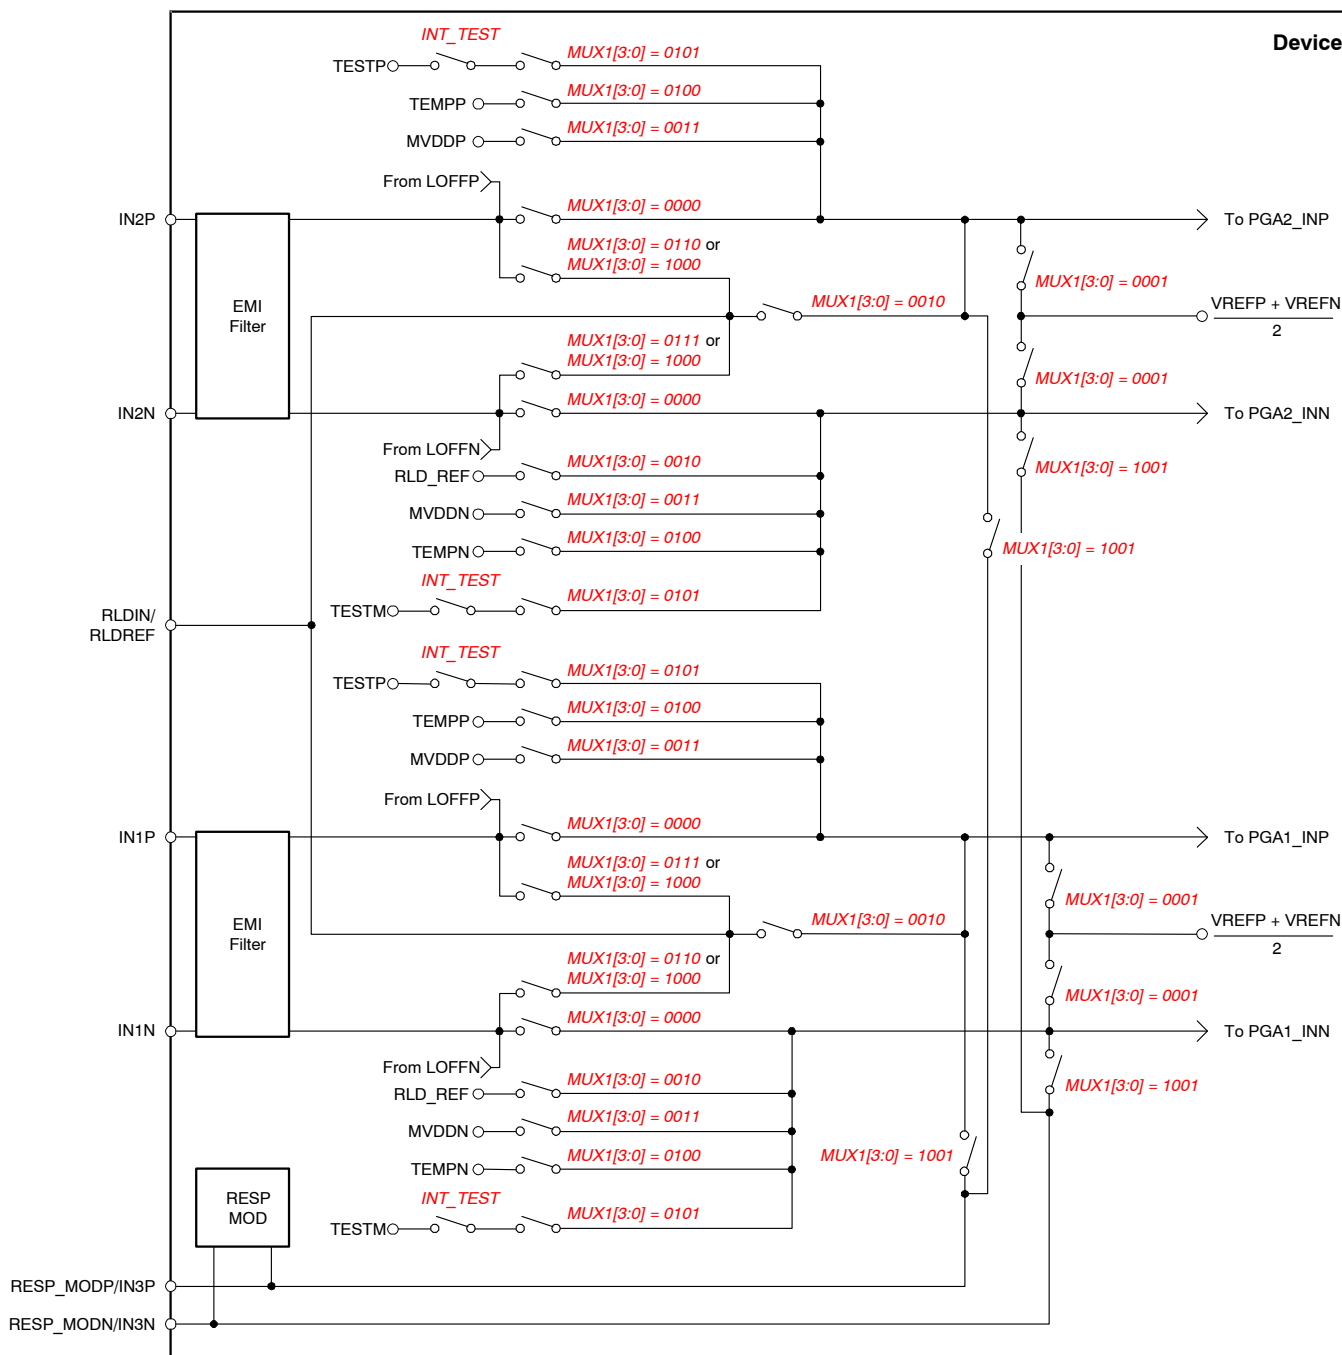 Device
INT_TEST
TESTP
MUX1[3:0] = 0101
TEMPP
MUX1[3:0] = 0100
MVDDP
MUX1[3:0] = 0011
From LOFFP
IN2P
MUX1[3:0] = 0000
To PGA2_INP
MUX1[3:0] = 0110 or
MUX1[3:0] = 1000
MUX1[3:0] = 0001
EMI
Filter
MUX1[3:0] = 0010
VREFP + VREFN
2
MUX1[3:0] = 0111 or
MUX1[3:0] = 1000
MUX1[3:0] = 0001
IN2N
MUX1[3:0] = 0000
To PGA2_INN
From LOFFN
RLD_REF
MUX1[3:0] = 0010
MUX1[3:0] = 1001
MVDDN
MUX1[3:0] = 0011
TEMPN
MUX1[3:0] = 0100
MUX1[3:0] = 1001
INT_TEST
TESTM
MUX1[3:0] = 0101
RLDIN/
RLDREF
INT_TEST
TESTP
MUX1[3:0] = 0101
TEMPP
MUX1[3:0] = 0100
MVDDP
MUX1[3:0] = 0011
From LOFFP
IN1P
MUX1[3:0] = 0000
To PGA1_INP
MUX1[3:0] = 0111 or
MUX1[3:0] = 1000
MUX1[3:0] = 0001
EMI
Filter
MUX1[3:0] = 0010
VREFP + VREFN
2
MUX1[3:0] = 0110 or
MUX1[3:0] = 1000
MUX1[3:0] = 0001
IN1N
MUX1[3:0] = 0000
To PGA1_INN
From LOFFN
RLD_REF
MUX1[3:0] = 0010
MUX1[3:0] = 1001
MVDDN
MUX1[3:0] = 0011
TEMPN
MUX1[3:0] = 0100
MUX1[3:0] = 1001
RESP
MOD
INT_TEST
TESTM
MUX1[3:0] = 0101
RESP_MODP/IN3P
RESP_MODN/IN3N